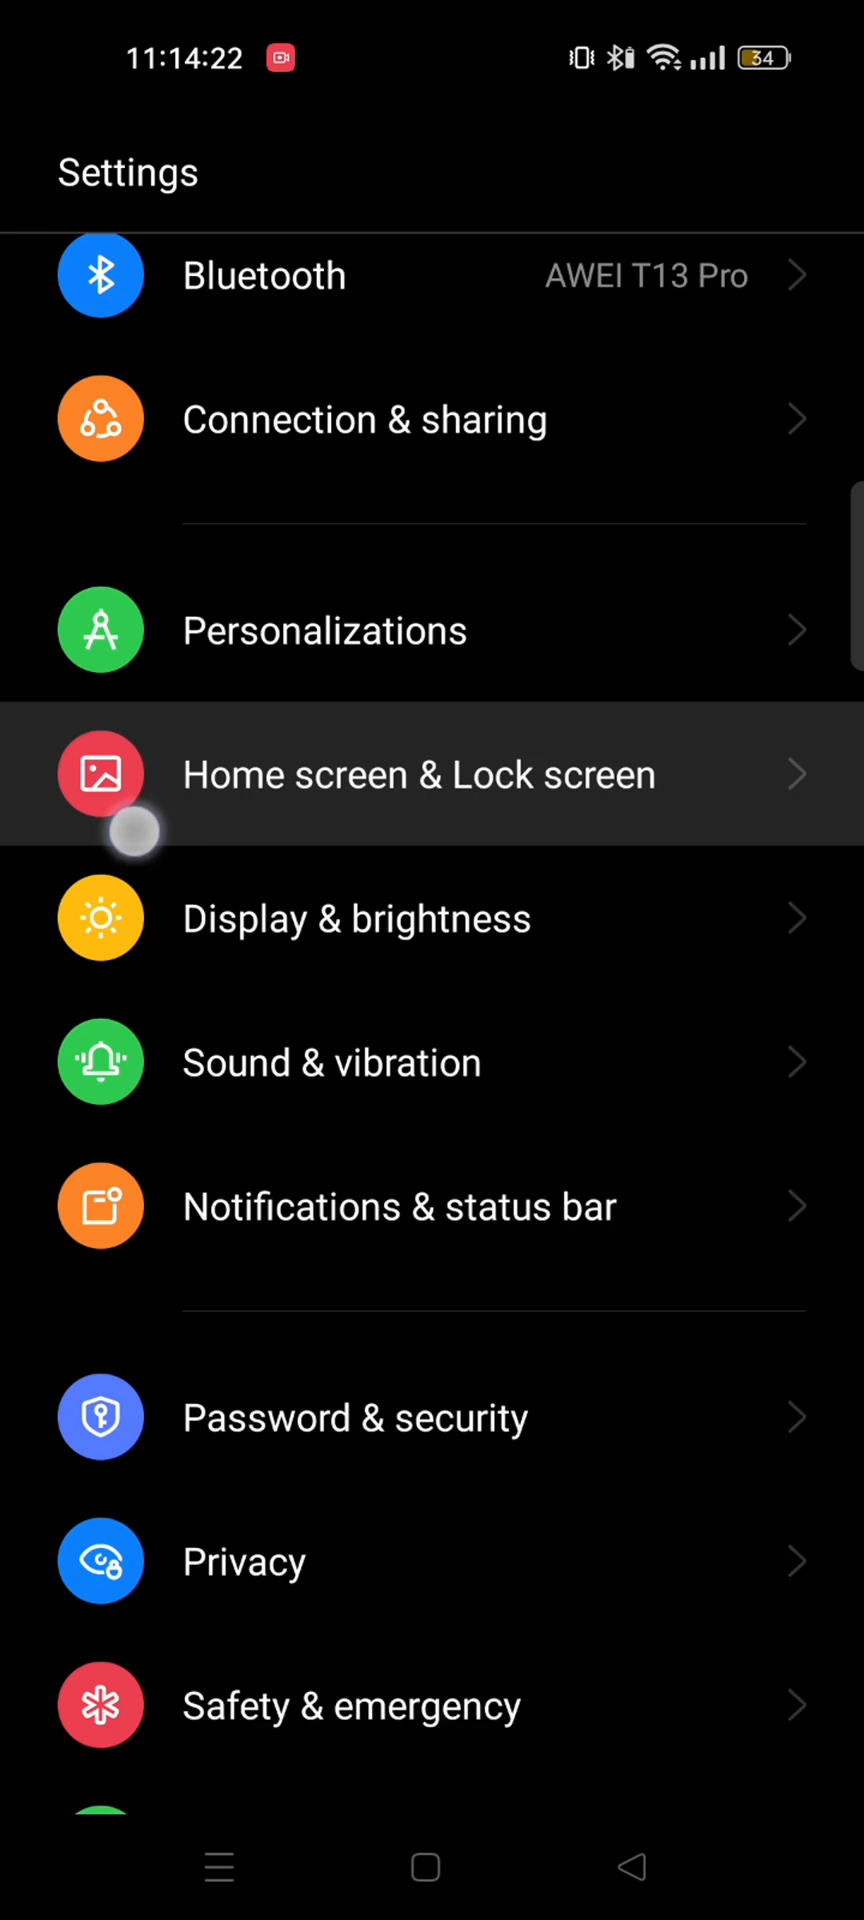 11:14:22
34
Settings
Bluetooth AWEI T13 Pro
Connection & sharing
Personalizations
Home screen & Lock screen
Display & brightness
Sound & vibration
Notifications & status bar
Password & security
Privacy
Safety & emergency